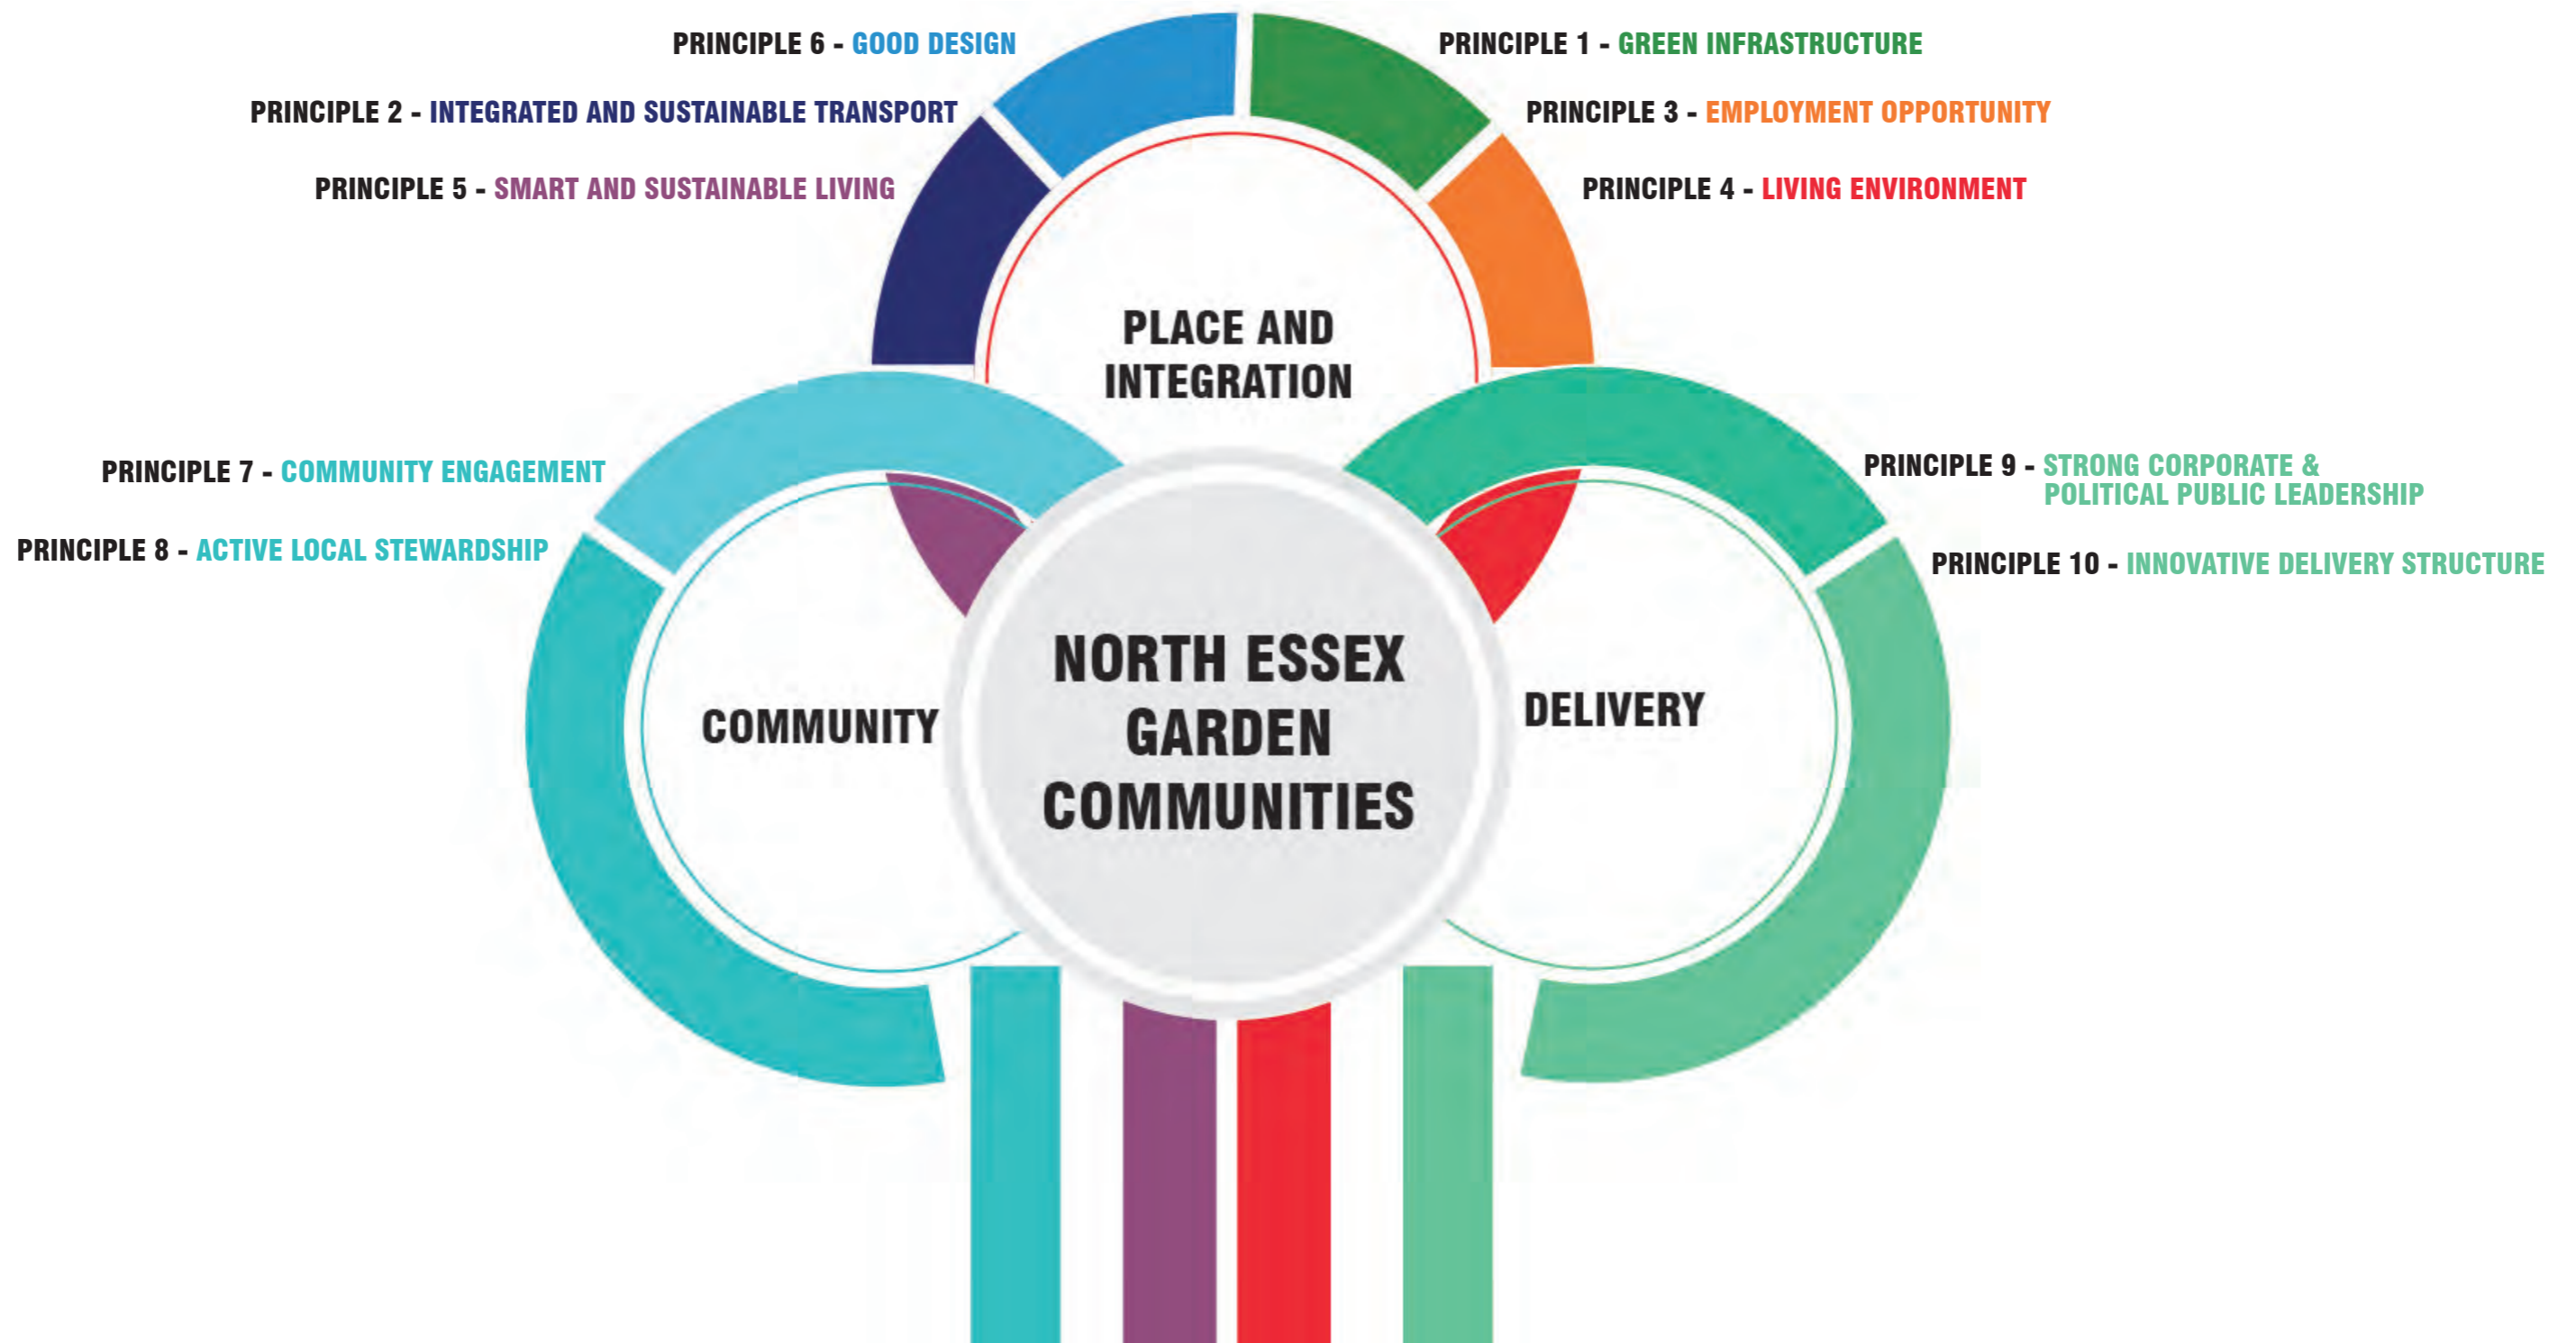 PRINCIPLE 6 - GOOD DESIGN
PRINCIPLE 1 - GREEN INFRASTRUCTURE
PRINCIPLE 2 - INTEGRATED AND SUSTAINABLE TRANSPORT
PRINCIPLE 3 - EMPLOYMENT OPPORTUNITY
PRINCIPLE 5 - SMART AND SUSTAINABLE LIVING
PRINCIPLE 4 - LIVING ENVIRONMENT
PLACE AND
INTEGRATION
PRINCIPLE 7 - COMMUNITY ENGAGEMENT
PRINCIPLE 8 - ACTIVE LOCAL STEWARDSHIP
PRINCIPLE 9 - STRONG CORPORATE &
POLITICAL PUBLIC LEADERSHIP
PRINCIPLE 10 - INNOVATIVE DELIVERY STRUCTURE
COMMUNITY
NORTH ESSEX
GARDEN
COMMUNITIES
DELIVERY